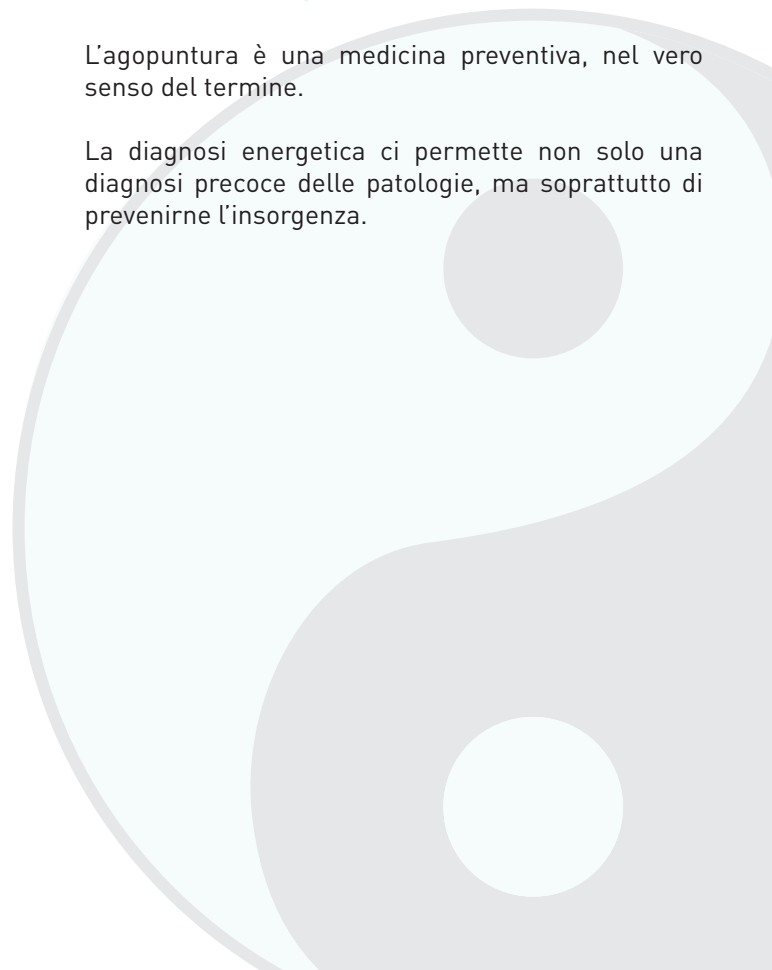 L’agopuntura è una medicina preventiva, nel vero
senso del termine.
La diagnosi energetica ci permette non solo una
diagnosi precoce delle patologie, ma soprattutto di
prevenirne l’insorgenza.